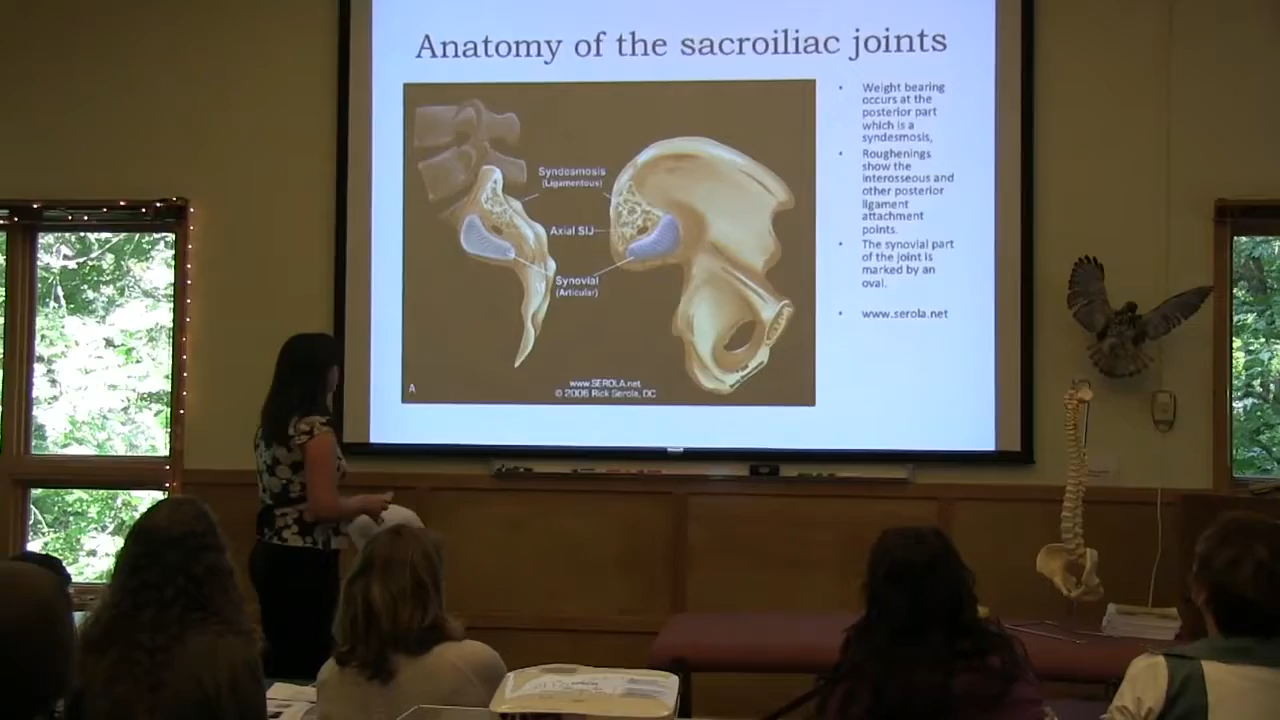 Anatomy of the sacroiliac joints
Syndesmosis
(Ligamentous)
Axial SIJ
Synovial
(Articular)
A
www.SEROLA.net
© 2006 Rick Serola, DC
• Weight bearing
occurs at the
posterior part
which is a
syndesmosis,
• Roughenings
show the
interosseous and
other posterior
ligament
attachment
points.
• The synovial part
of the joint is
marked by an
oval.
• www.serola.net